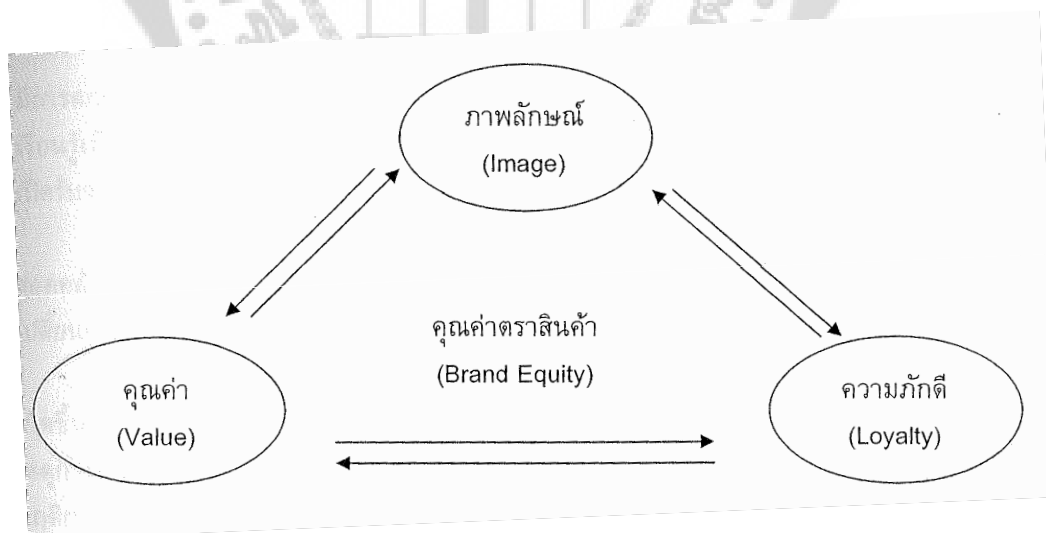 ภาพลักษณ์
(Image)
คุณค่าตราสินค้า
(Brand Equity)
คุณค่า
(Value)
ความภักดี
(Loyalty)